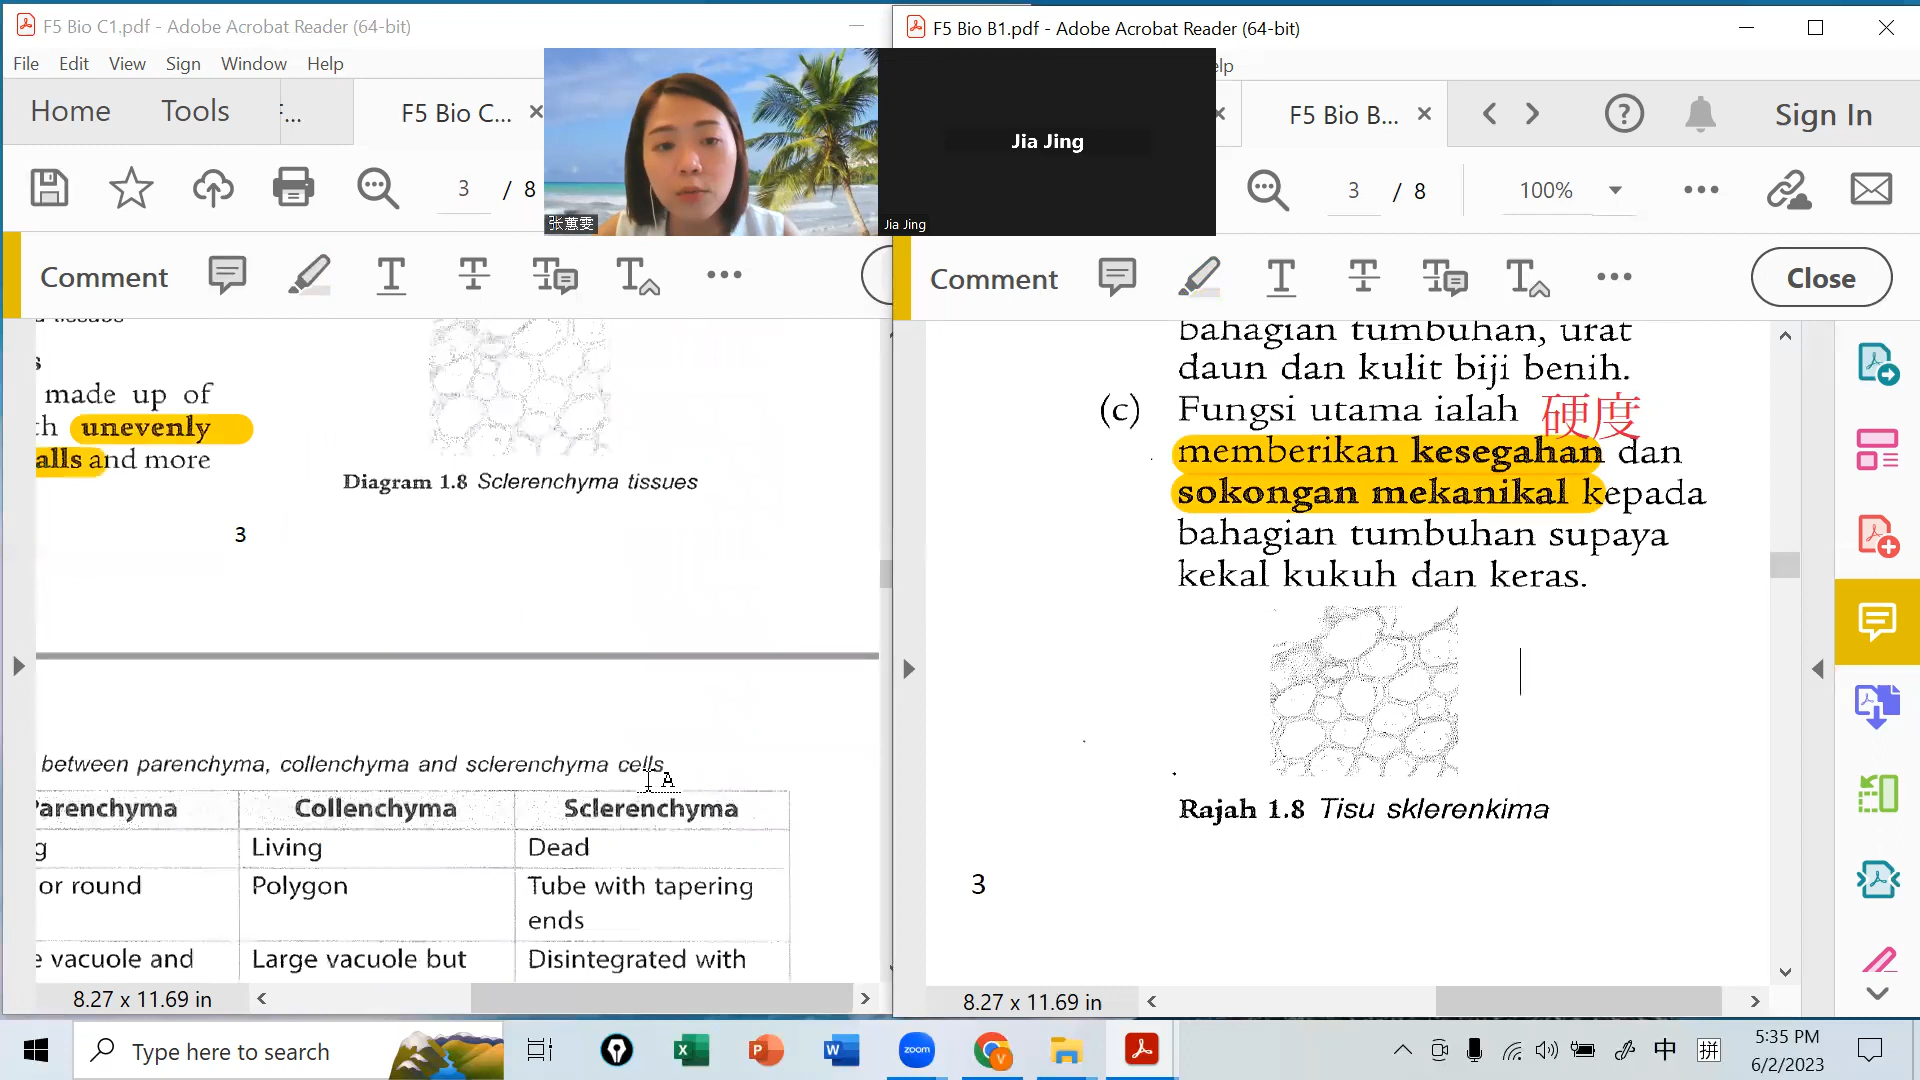 F5 Bio C1.pdf - Adobe Acrobat Reader (64-bit)
File Edit View Sign Window Help
Home Tools F... F5 Bio C...
3 / 8
Comment
made up of
th unevenly
alls and more
Diagram 1.8 Sclerenchyma tissues
3
between parenchyma, collenchyma and sclerenchyma cells
Parenchyma Collenchyma Sclerenchyma
g Living Dead
or round Polygon Tube with tapering
ends
e vacuole and Large vacuole but Disintegrated with
8.27 x 11.69 in
张蕙雯
Jia Jing
Jia Jing
F5 Bio B1.pdf - Adobe Acrobat Reader (64-bit)
elp
F5 Bio B... Sign In
3 / 8 100%
Comment Close
bahagian tumbuhan, urat
daun dan kulit biji benih.
(c) Fungsi utama ialah 硬度
memberikan kesegahan dan
sokongan mekanikal kepada
bahagian tumbuhan supaya
kekal kukuh dan keras.
Rajah 1.8 Tisu sklerenkima
3
8.27 x 11.69 in
Type here to search
zoom
中 拼
5:35 PM
6/2/2023